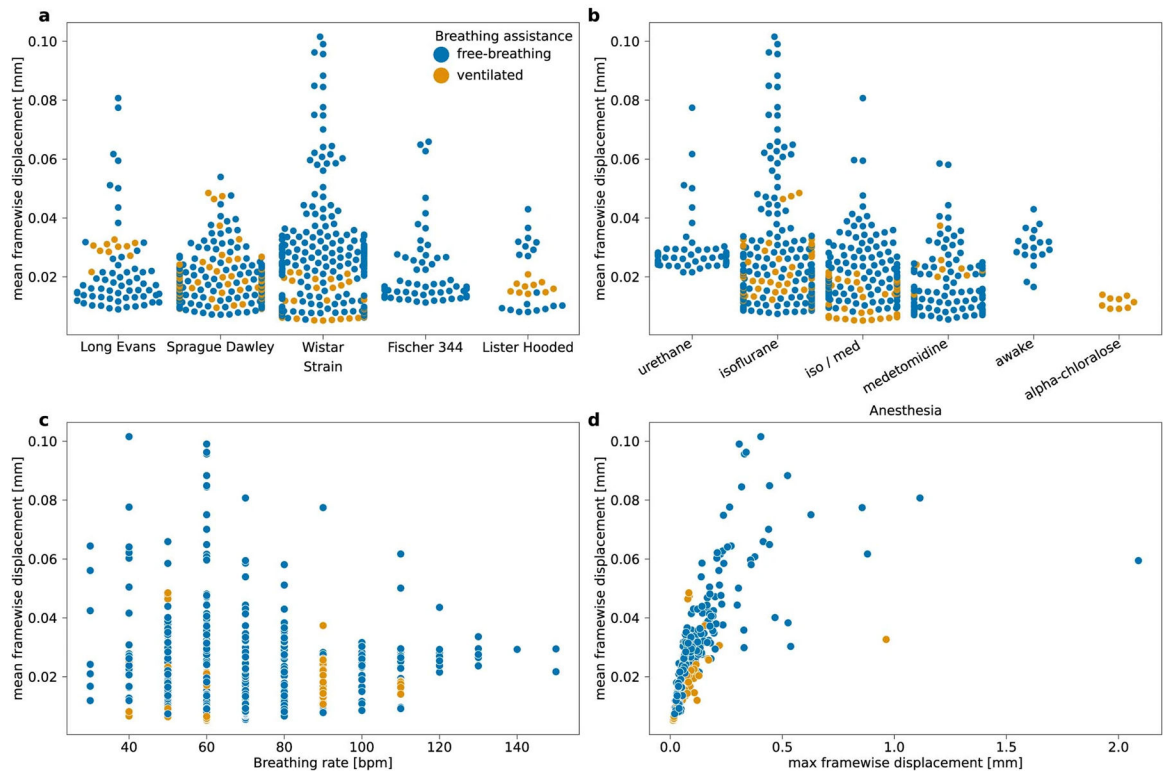 a
mean framewise displacement [mm]
0.10
0.08
0.06
0.04
0.02
Breathing assistance
free-breathing
ventilated
Long Evans Sprague Dawley Wistar Fischer 344 Lister Hooded
Strain
b
mean framewise displacement [mm]
0.10
0.08
0.06
0.04
0.02
urethane isoflurane iso / med medetomidine awake alpha-chloralose
Anesthesia
c
mean framewise displacement [mm]
0.10
0.08
0.06
0.04
0.02
40 60 80 100 120 140
Breathing rate [bpm]
d
mean framewise displacement [mm]
0.10
0.08
0.06
0.04
0.02
0.0 0.5 1.0 1.5 2.0
max framewise displacement [mm]